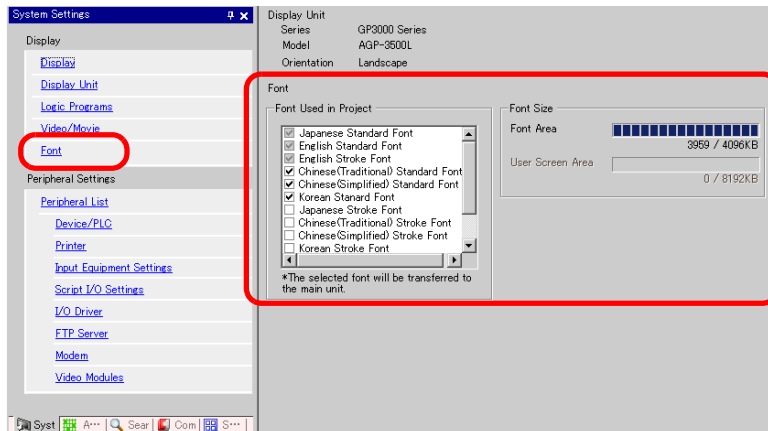 System Settings
Display
Display
Display Unit
Logic Programs
Video/Movie
Font
Peripheral Settings
Peripheral List
Device/PLC
Printer
Input Equipment Settings
Script I/O Settings
I/O Driver
FTP Server
Modem
Video Modules
Syst A··· Sear Com S···
Display Unit
Series GP3000 Series
Model AGP-3500L
Orientation Landscape
Font
Font Used in Project
Japanese Standard Font
English Standard Font
English Stroke Font
Chinese(Traditional) Standard Font
Chinese(Simplified) Standard Font
Korean Stanard Font
Japanese Stroke Font
Chinese(Traditional) Stroke Font
Chinese(Simplified) Stroke Font
Korean Stroke Font
*The selected font will be transferred to
the main unit.
Font Size
Font Area
3959 / 4096KB
User Screen Area
0 / 8192KB